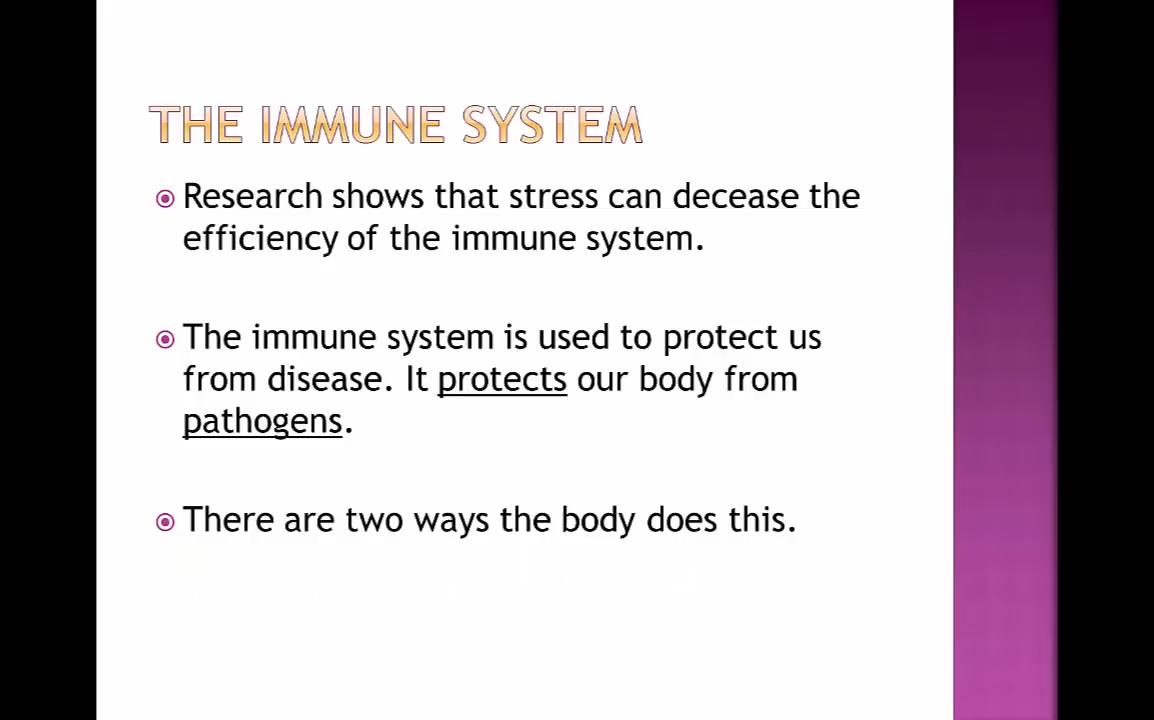 THE IMMUNE SYSTEM
Research shows that stress can decease the
efficiency of the immune system.
The immune system is used to protect us
from disease. It protects our body from
pathogens.
There are two ways the body does this.